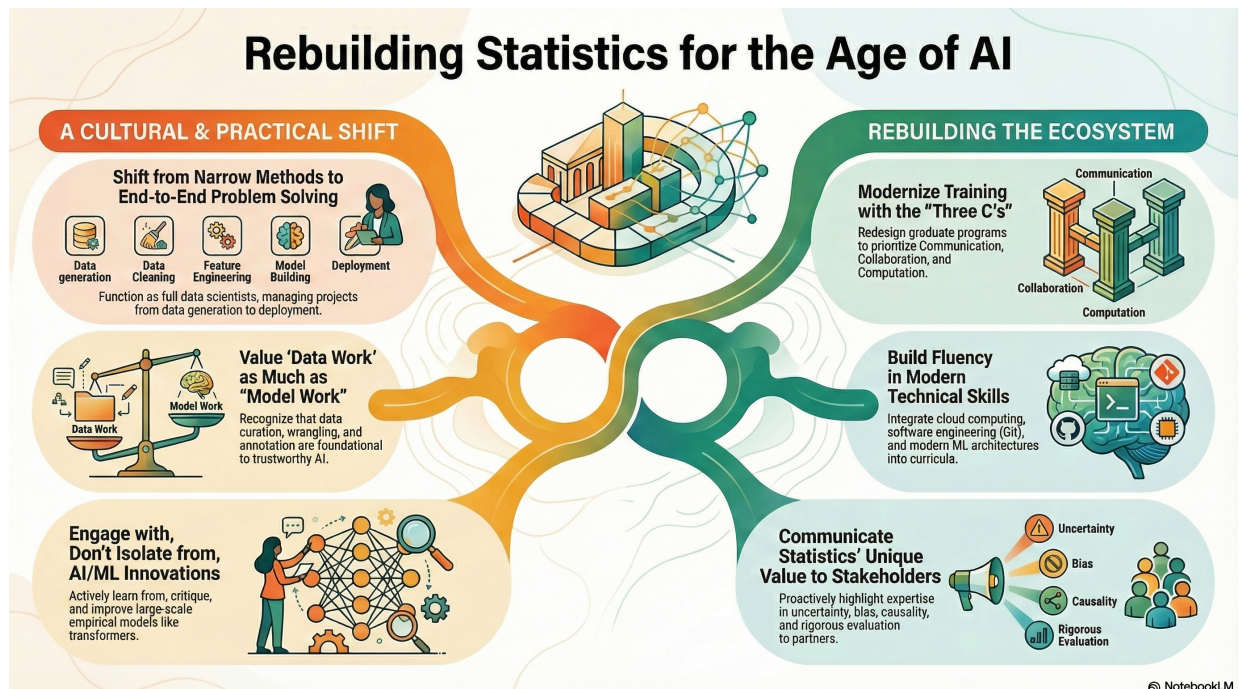 Rebuilding Statistics for the Age of AI
A CULTURAL & PRACTICAL SHIFT
Shift from Narrow Methods to
End-to-End Problem Solving
Data
generation
Data
Cleaning
Feature
Engineering
Model
Building
Deployment
Function as full data scientists, managing projects
from data generation to deployment.
Data Work
Model Work
Value 'Data Work'
as Much as
"Model Work"
Recognize that data
curation, wrangling, and
annotation are foundational
to trustworthy AI.
Engage with,
Don't Isolate from,
AI/ML Innovations
Actively learn from, critique,
and improve large-scale
empirical models like
transformers.
REBUILDING THE ECOSYSTEM
Modernize Training
with the "Three C's"
Redesign graduate programs
to prioritize Communication,
Collaboration, and
Computation.
Communication
Collaboration
Computation
Build Fluency
in Modern
Technical Skills
Integrate cloud computing,
software engineering (Git),
and modern ML architectures
into curricula.
Communicate
Statistics' Unique
Value to Stakeholders
Proactively highlight expertise
in uncertainty, bias, causality,
and rigorous evaluation
to partners.
Uncertainty
Bias
Causality
Rigorous
Evaluation
NotebookLM